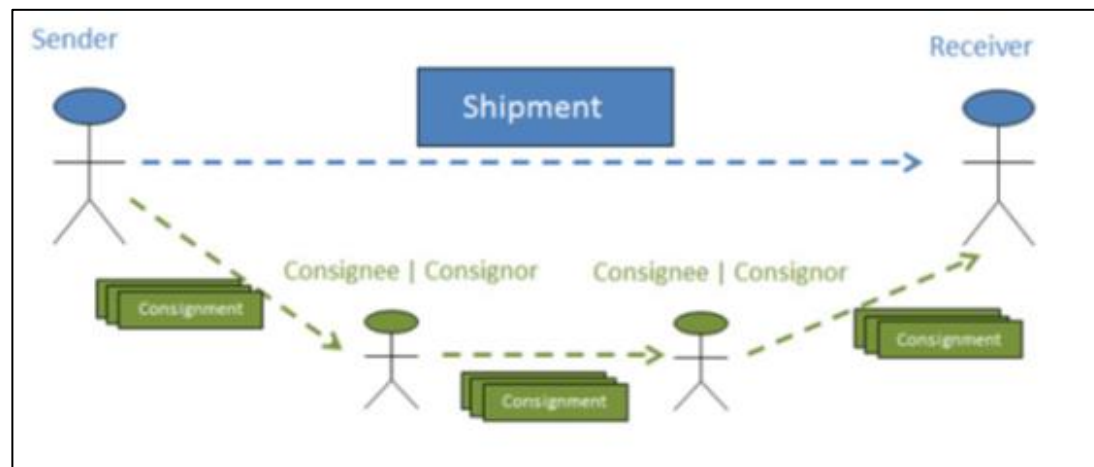 Sender
Receiver
Shipment
Consignee | Consignor
Consignee | Consignor
Consignment
Consignment
Consignment